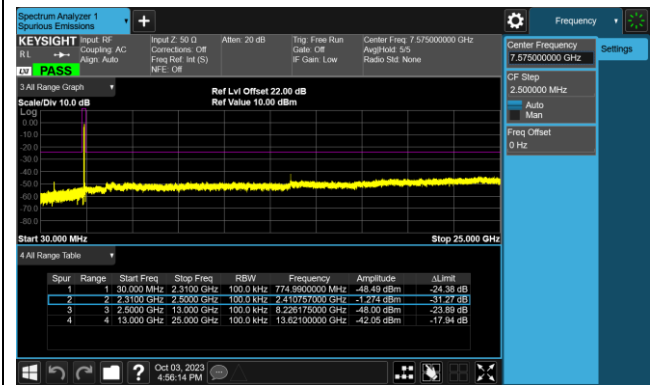 Spectrum Analyzer 1
Spurious Emissions
Frequency
KEYSIGHT Input: RF Input Z: 50 Ω Atten: 20 dB Trig: Free Run Center Freq: 7.575000000 GHz
RL Coupling: AC Corrections: Off Gate: Off Avg|Hold: 5/5
Align: Auto Freq Ref: Int (S) IF Gain: Low Radio Std: None
PASS NFE: Off
Center Frequency
7.575000000 GHz
Settings
CF Step
2.500000 MHz
Auto
Man
Freq Offset
0 Hz
3 All Range Graph
Ref Lvl Offset 22.00 dB
Scale/Div 10.0 dB Ref Value 10.00 dBm
Log
0.00
-10.0
-20.0
-30.0
-40.0
-50.0
-60.0
-70.0
-80.0
Start 30.000 MHz Stop 25.000 GHz
4 All Range Table
Spur Range Start Freq Stop Freq RBW Frequency Amplitude ΔLimit
1 1 30.000 MHz 2.3100 GHz 100.0 kHz 774.9900000 MHz -48.49 dBm -24.38 dB
2 2 2.3100 GHz 2.5000 GHz 100.0 kHz 2.410757000 GHz -1.274 dBm -31.27 dB
3 3 2.5000 GHz 13.000 GHz 100.0 kHz 8.226175000 GHz -48.00 dBm -23.89 dB
4 4 13.000 GHz 25.000 GHz 100.0 kHz 13.62100000 GHz -42.05 dBm -17.94 dB
Oct 03, 2023
4:56:14 PM